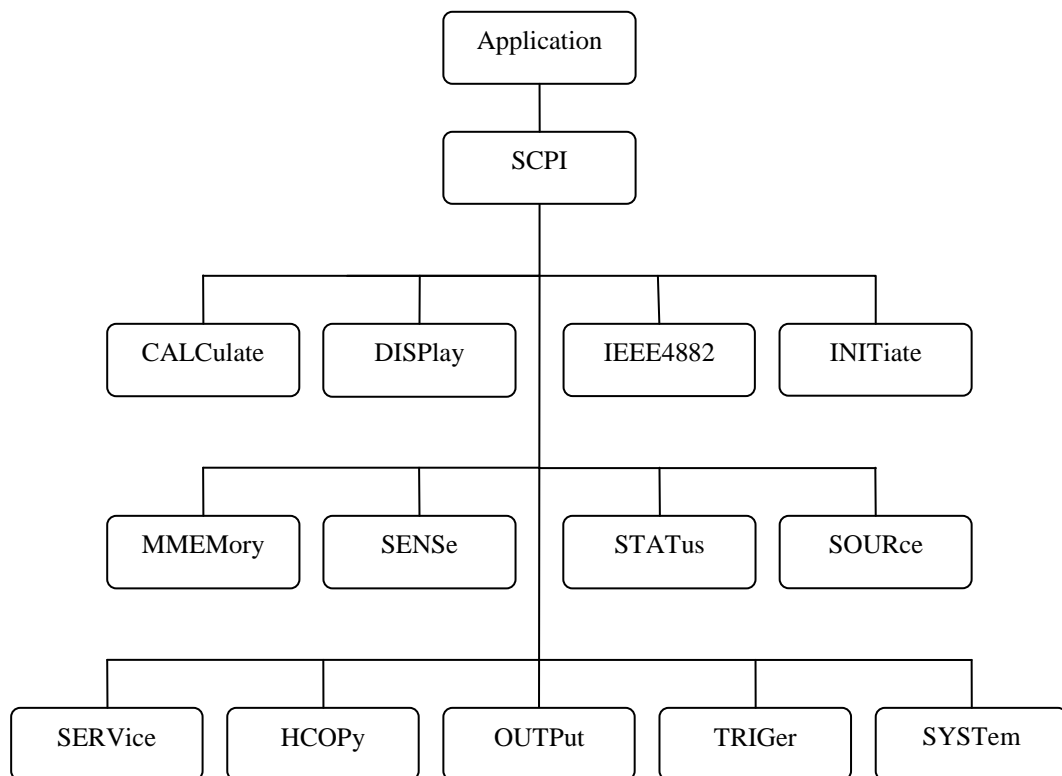 Application
SCPI
CALCulate
DISPlay
IEEE4882
INITiate
MMEMory
SENSe
STATus
SOURce
SERVice
HCOPy
OUTPut
TRIGer
SYSTem